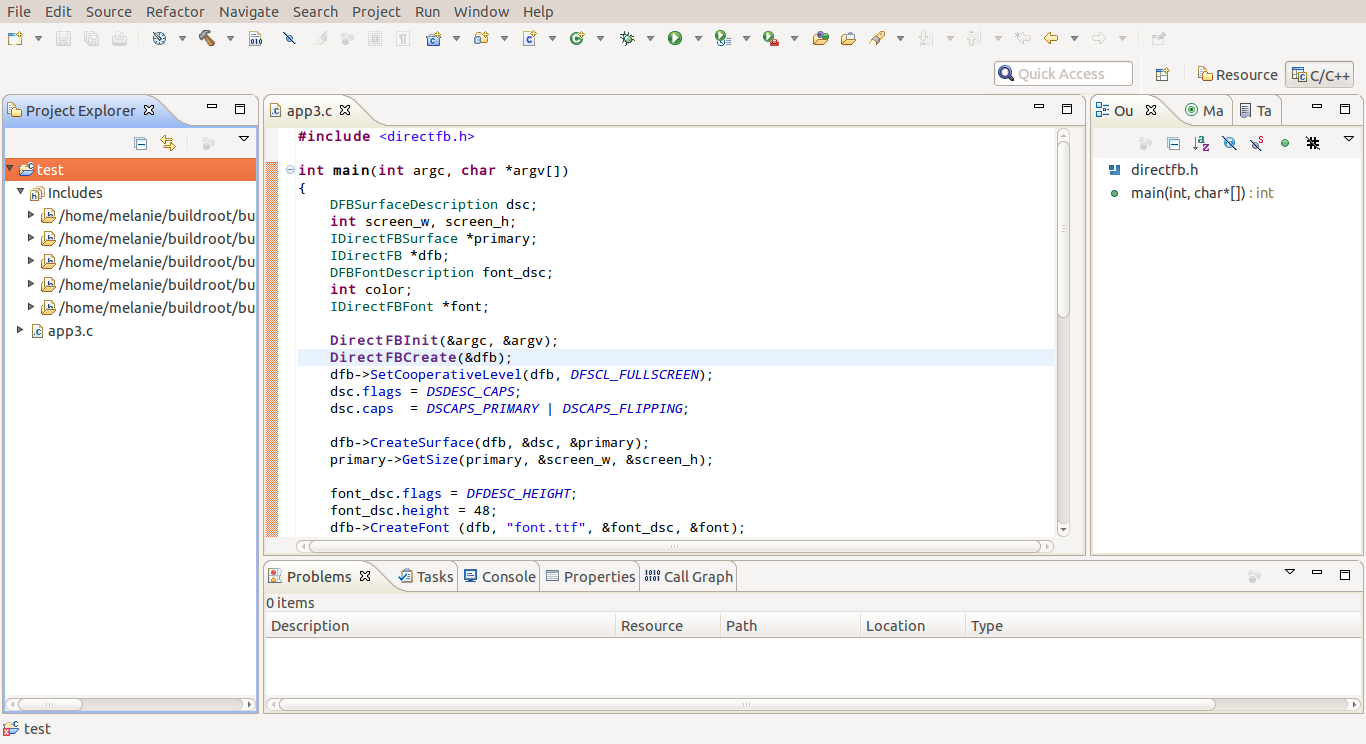 File Edit Source Refactor Navigate Search Project Run Window Help
Quick Access
Resource
C/C++
Project Explorer
test
Includes
/home/melanie/buildroot/bu
/home/melanie/buildroot/bu
/home/melanie/buildroot/bu
/home/melanie/buildroot/bu
/home/melanie/buildroot/bu
app3.c
app3.c
#include <directfb.h>
int main(int argc, char *argv[])
{
DFBSurfaceDescription dsc;
int screen_w, screen_h;
IDirectFBSurface *primary;
IDirectFB *dfb;
DFBFontDescription font_dsc;
int color;
IDirectFBFont *font;
DirectFBInit(&argc, &argv);
DirectFBCreate(&dfb);
dfb->SetCooperativeLevel(dfb, DFSCL_FULLSCREEN);
dsc.flags = DSDESC_CAPS;
dsc.caps  = DSCAPS_PRIMARY | DSCAPS_FLIPPING;
dfb->CreateSurface(dfb, &dsc, &primary);
primary->GetSize(primary, &screen_w, &screen_h);
font_dsc.flags = DFDESC_HEIGHT;
font_dsc.height = 48;
dfb->CreateFont (dfb, "font.ttf", &font_dsc, &font);
Ou Ma Ta
directfb.h
main(int, char*[]) : int
Problems Tasks Console Properties Call Graph
0 items
Description Resource Path Location Type
test